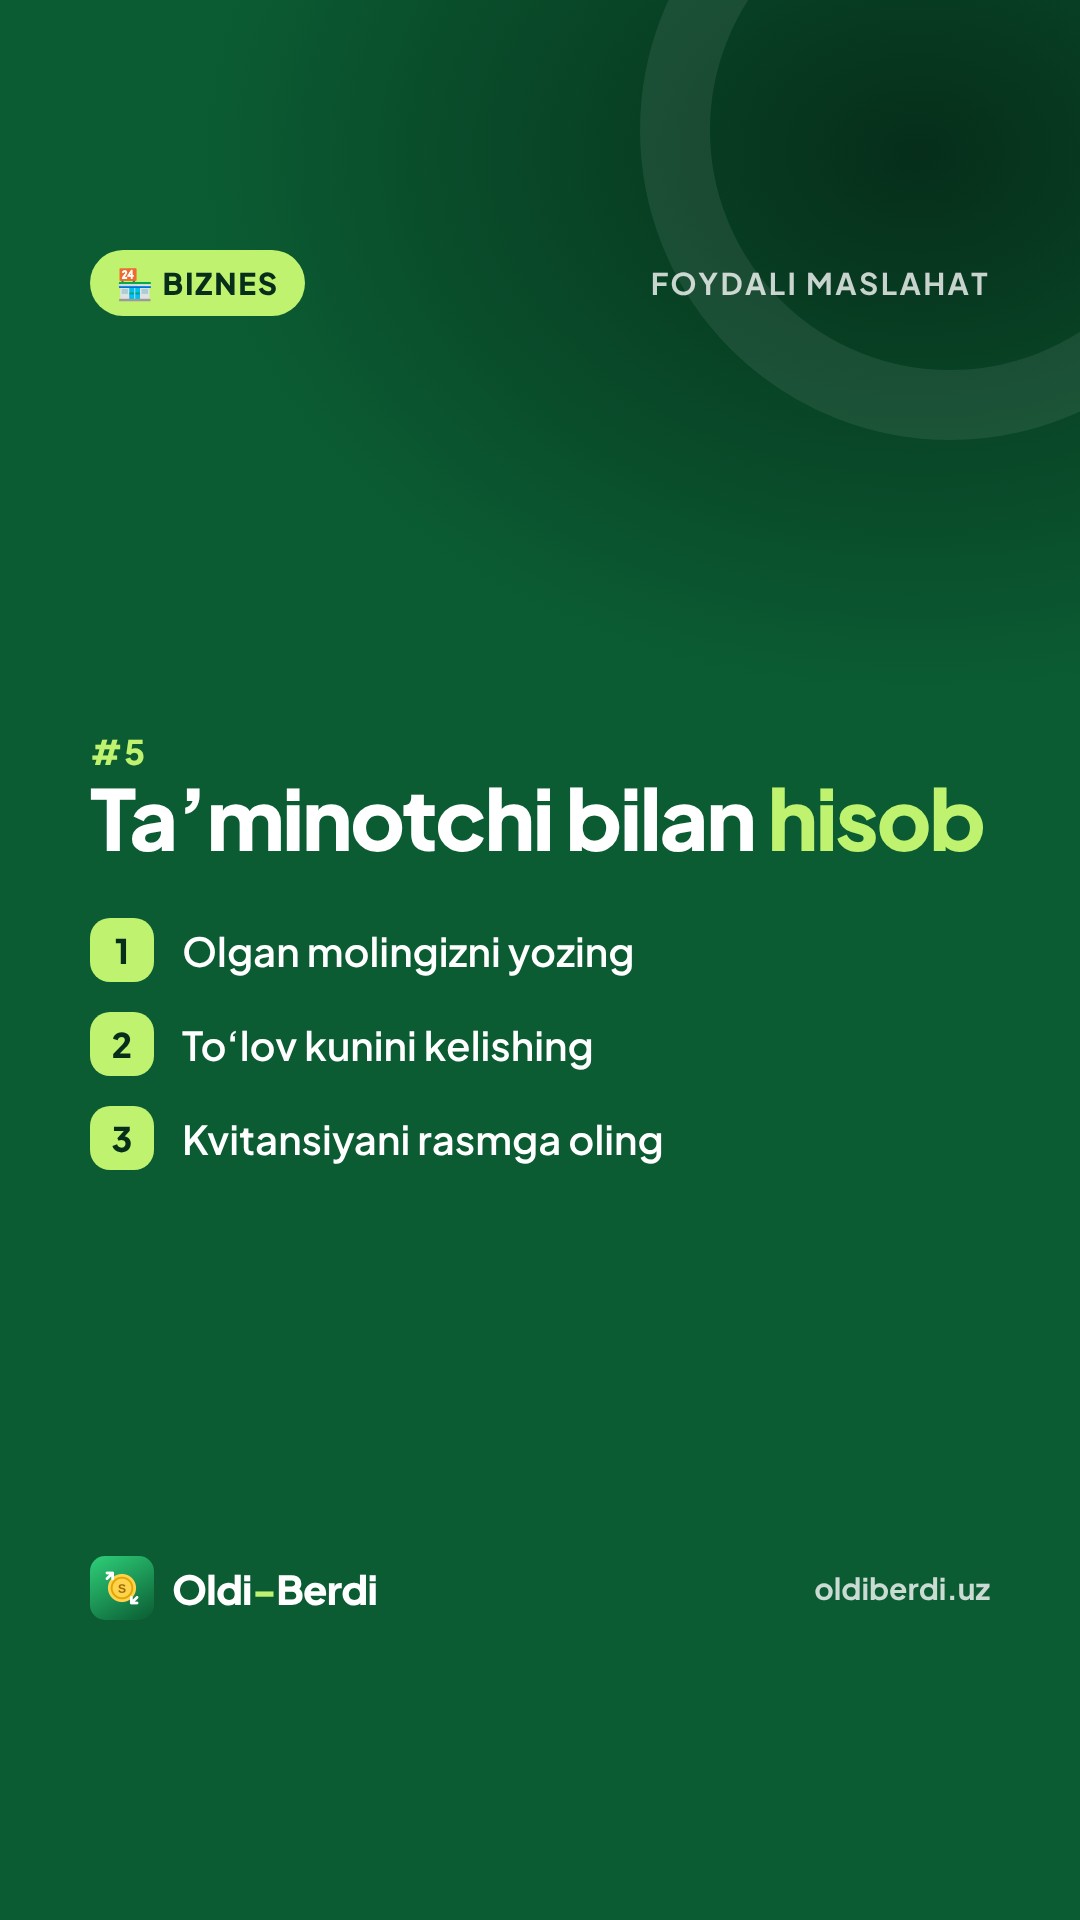 BIZNES
FOYDALI MASLAHAT
#5
Ta’minotchi bilan hisob
1 Olgan molingizni yozing
2 To‘lov kunini kelishing
3 Kvitansiyani rasmga oling
Oldi-Berdi
oldiberdi.uz